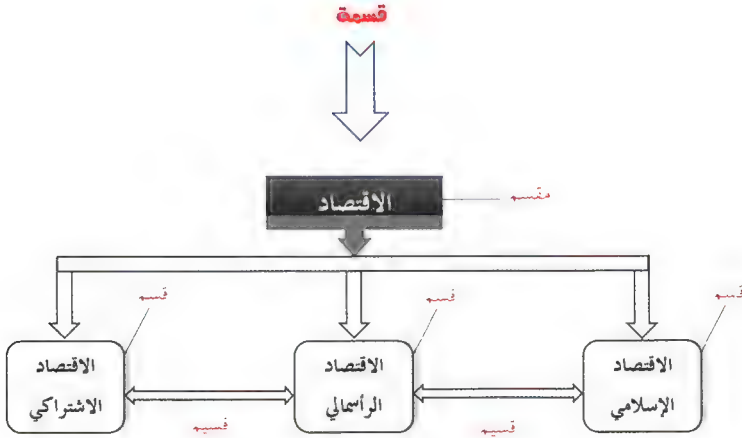 قسمة
الاقتصاد
مقسم
قسم
قسم
قسم
الاقتصاد
الإسلامي
الاقتصاد
الرأسمالي
الاقتصاد
الاشتراكي
قسيم
قسيم